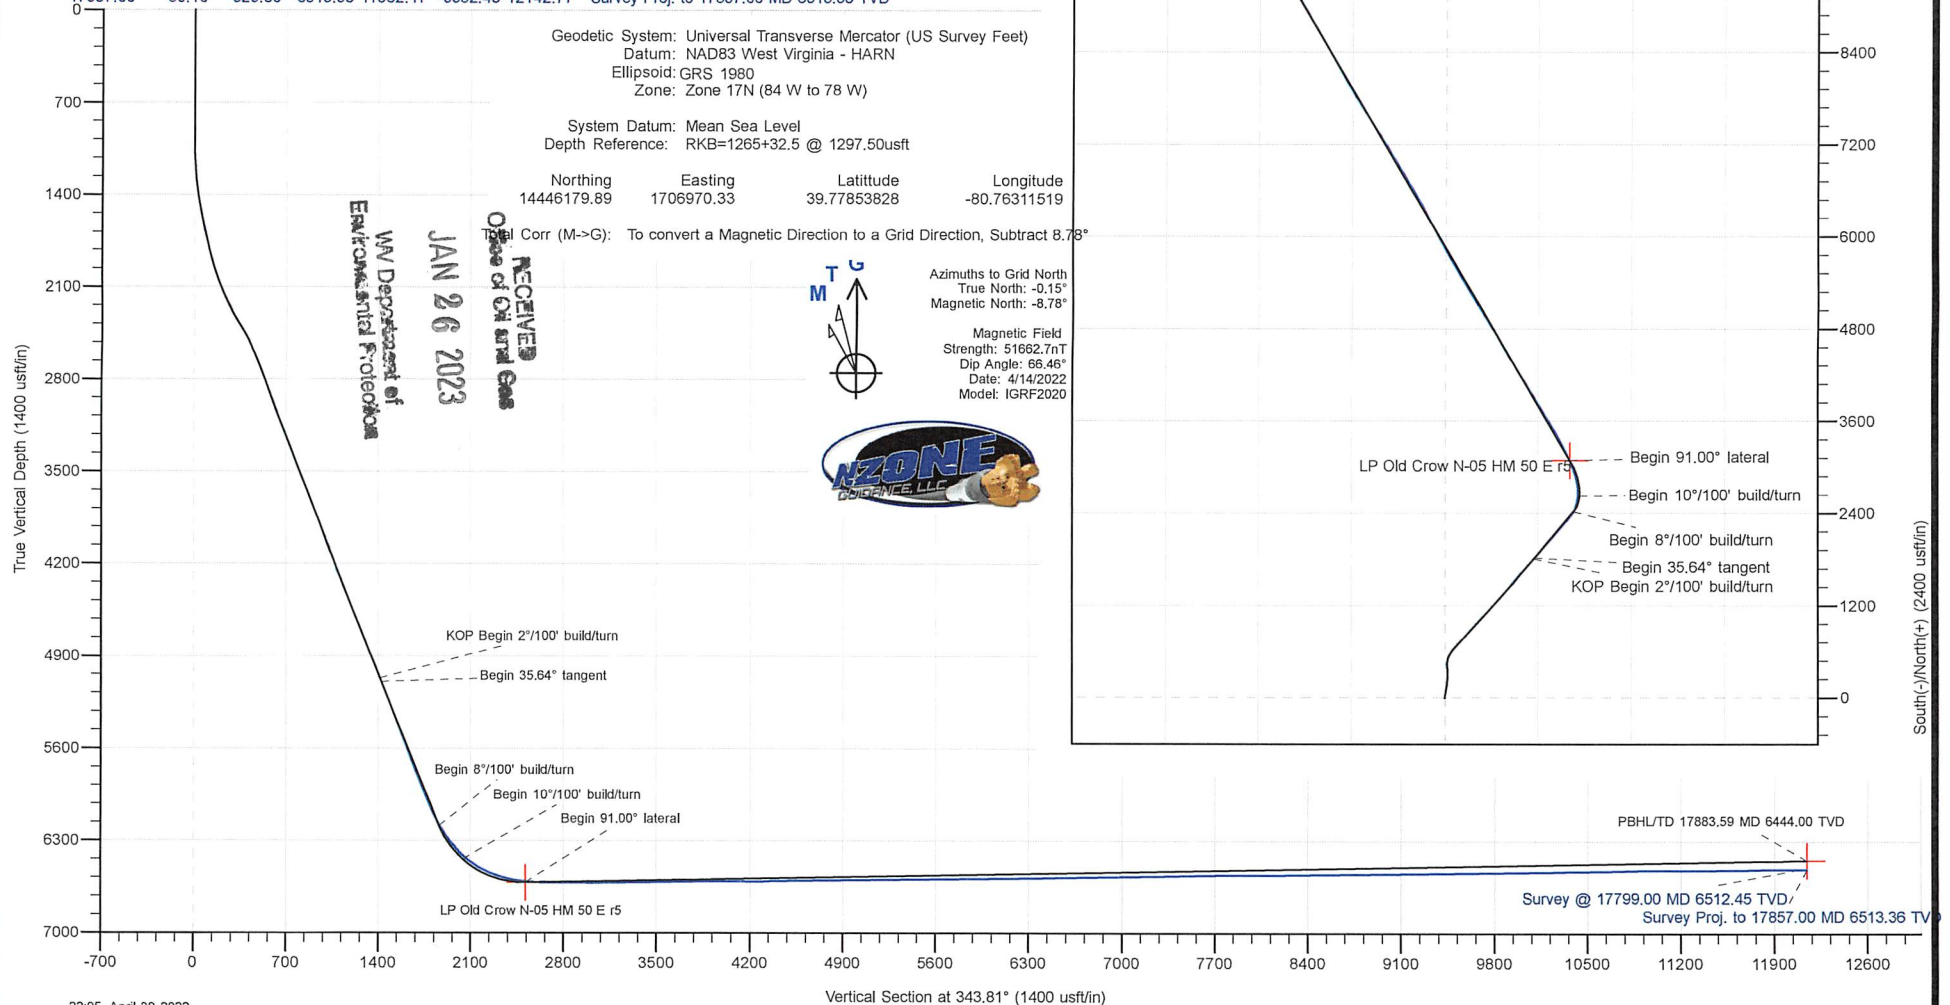 Survey Proj. to 17857.00 MD 6513.36 TVD
Geodetic System: Universal Transverse Mercator (US Survey Feet)
Datum: NAD83 West Virginia - HARN
Ellipsoid: GRS 1980
Zone: Zone 17N (84 W to 78 W)
System Datum: Mean Sea Level
Depth Reference: RKB=1265+32.5 @ 1297.50usft
Northing Easting Latittude Longitude
14446179.89 1706970.33 39.77853828 -80.76311519
Total Corr (M->G): To convert a Magnetic Direction to a Grid Direction, Subtract 8.78°
RECEIVED
Office of Oil and Gas
JAN 26 2023
WV Department of
Environmental Protection
T G
M
Azimuths to Grid North
True North: -0.15°
Magnetic North: -8.78°
Magnetic Field
Strength: 51662.7nT
Dip Angle: 66.46°
Date: 4/14/2022
Model: IGRF2020
NZONE
GUIDANCE, LLC
True Vertical Depth (1400 usft/in)
0
700
1400
2100
2800
3500
4200
4900
5600
6300
7000
KOP Begin 2°/100' build/turn
Begin 35.64° tangent
Begin 8°/100' build/turn
Begin 10°/100' build/turn
Begin 91.00° lateral
LP Old Crow N-05 HM 50 E r5
PBHL/TD 17883.59 MD 6444.00 TVD
Survey @ 17799.00 MD 6512.45 TVD
Survey Proj. to 17857.00 MD 6513.36 TVD
-700 0 700 1400 2100 2800 3500 4200 4900 5600 6300 7000 7700 8400 9100 9800 10500 11200 11900 12600
Vertical Section at 343.81° (1400 usft/in)
LP Old Crow N-05 HM 50 E r5
Begin 91.00° lateral
Begin 10°/100' build/turn
Begin 8°/100' build/turn
Begin 35.64° tangent
KOP Begin 2°/100' build/turn
8400
7200
6000
4800
3600
2400
1200
0
South(-)/North(+) (2400 usft/in)